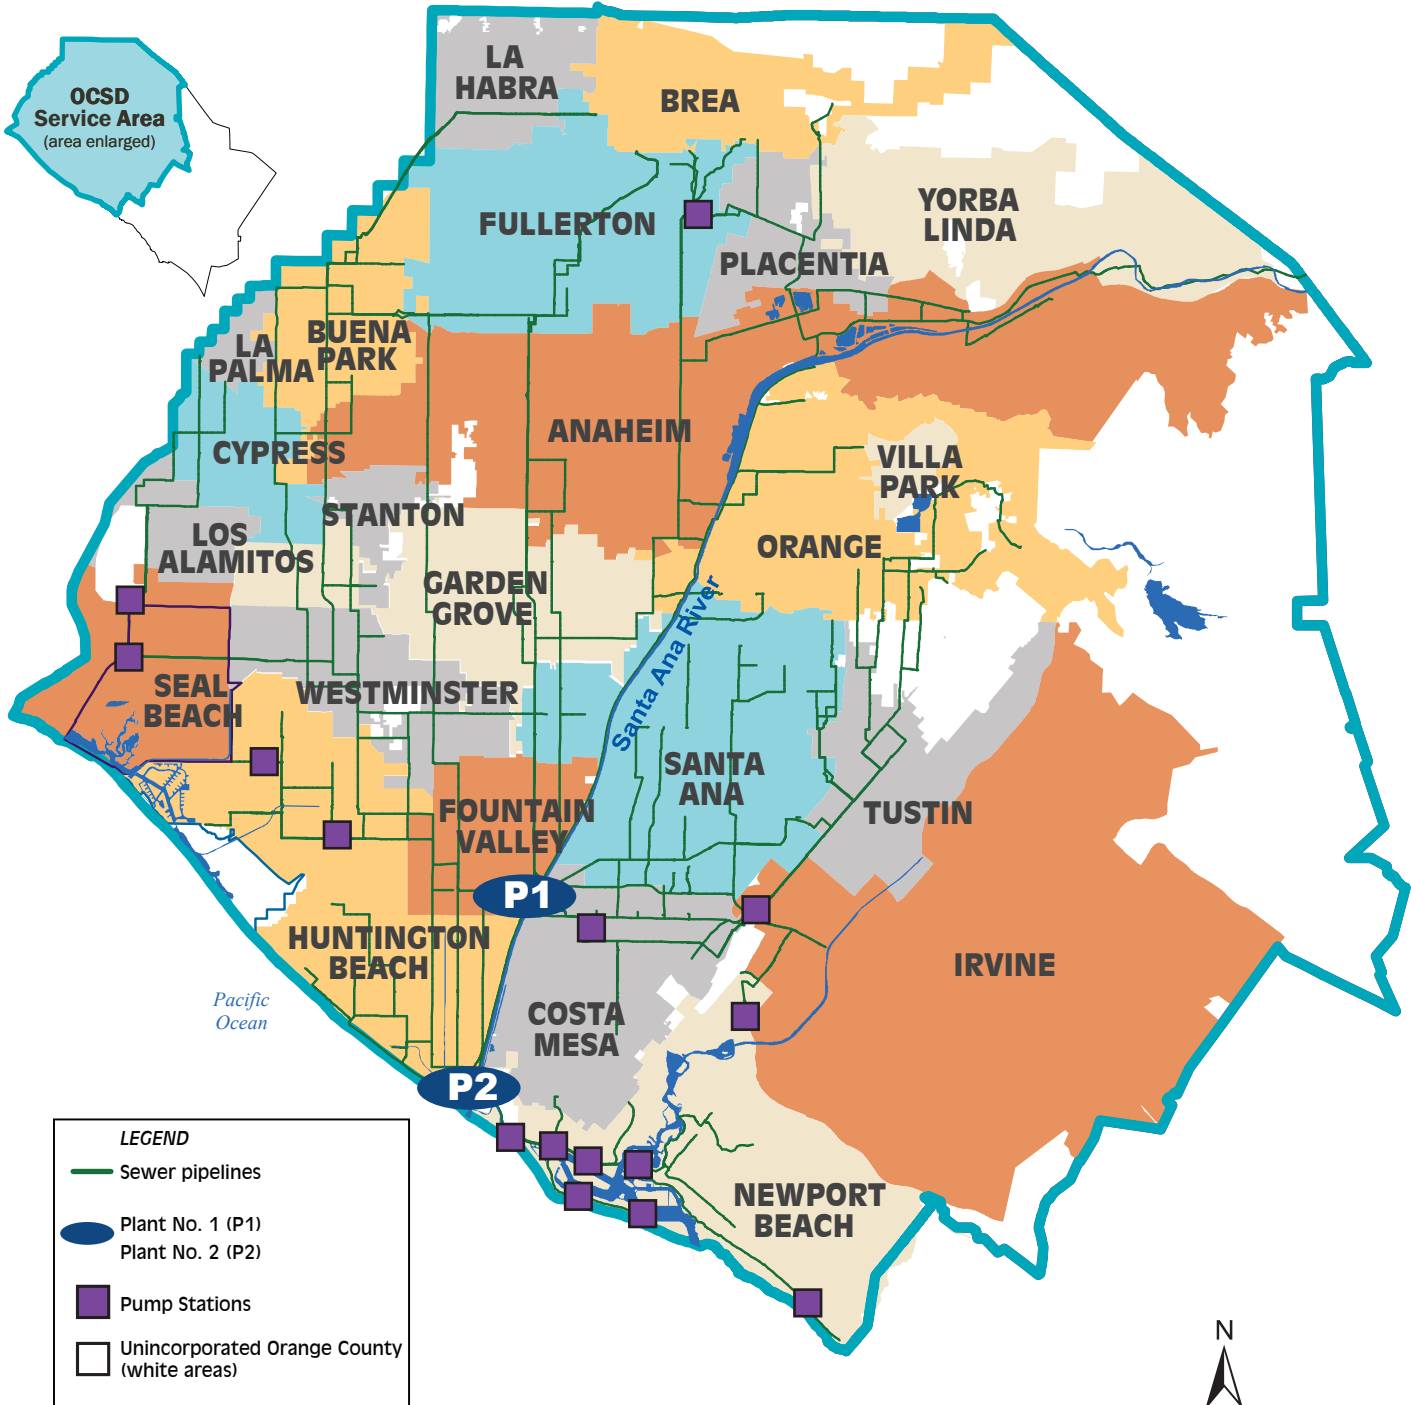 OCSD
Service Area
(area enlarged)
LA
HABRA
BREA
YORBA
LINDA
FULLERTON
PLACENTIA
BUENA
PARK
LA
PALMA
ANAHEIM
CYPRESS
VILLA
PARK
STANTON
LOS
ALAMITOS
ORANGE
GARDEN
GROVE
Santa Ana River
SEAL
BEACH
WESTMINSTER
SANTA
ANA
FOUNTAIN
VALLEY
TUSTIN
P1
HUNTINGTON
BEACH
IRVINE
Pacific
Ocean
COSTA
MESA
P2
NEWPORT
BEACH
LEGEND
Sewer pipelines
Plant No. 1 (P1)
Plant No. 2 (P2)
Pump Stations
Unincorporated Orange County
(white areas)
N